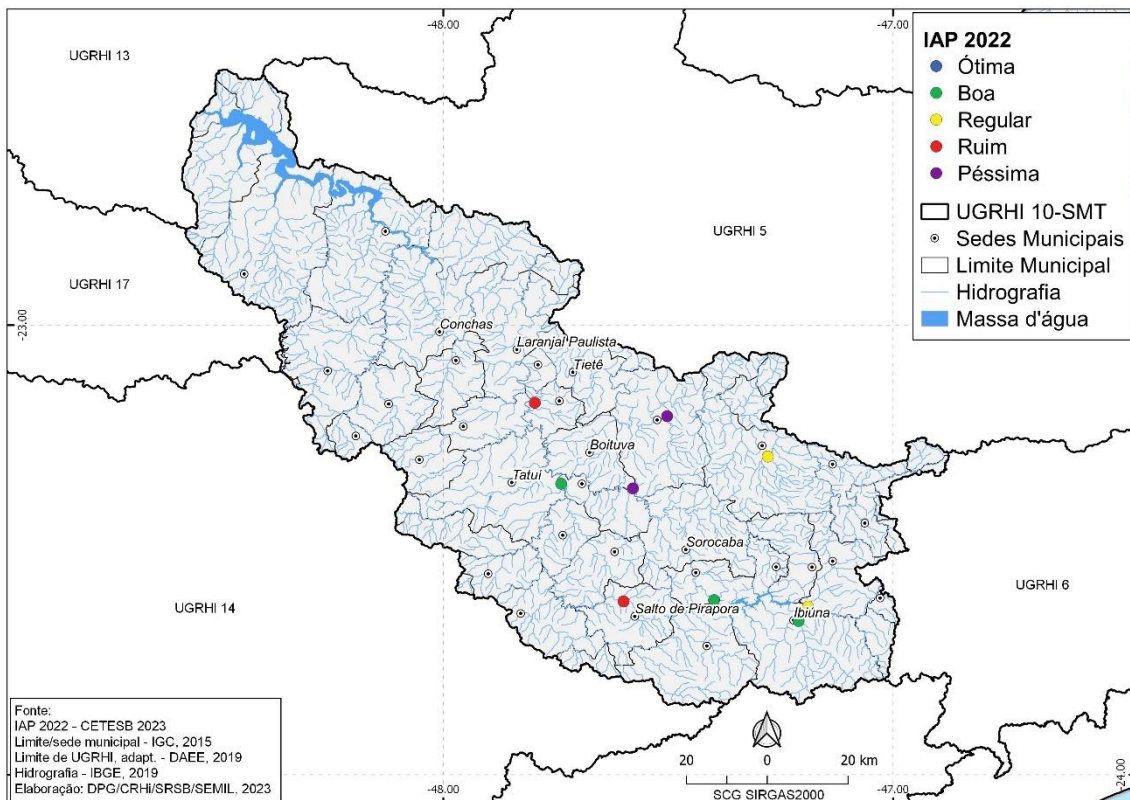 -48.00
-47.00
UGRHI 13
IAP 2022
Ótima
Boa
Regular
Ruim
Péssima
UGRHI 10-SMT
Sedes Municipais
Limite Municipal
Hidrografia
Massa d'água
UGRHI 5
UGRHI 17
-23.00
Conchas
Laranjal Paulista
Tietê
Boituva
Tatuí
Sorocaba
UGRHI 6
UGRHI 14
Salto de Pirapora
Ibiúna
Fonte:
IAP 2022 - CETESB 2023
Limite/sede municipal - IGC, 2015
Limite de UGRHI, adapt. - DAEE, 2019
Hidrografia - IBGE, 2019
Elaboração: DPG/CRHi/SRSB/SEMIL, 2023
20 0 20 km
SCG SIRGAS2000
-48.00
-47.00
-24.00